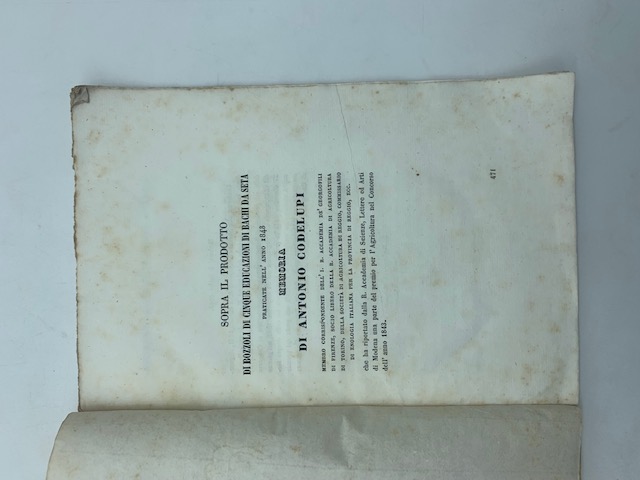 SOPRA IL PRODOTTO
DI BOZZOLI DI CINQUE EDUCAZIONI DI BACHI DA SETA
PRATICATE NELL' ANNO 1843
MEMORIA
DI ANTONIO CODELUPI
MEMBRO CORRISPONDENTE DELL' I. R. ACCADEMIA DE' GEORGOFILI
DI FIRENZE, SOCIO LIBERO DELLA R. ACCADEMIA DI AGRICOLTURA
DI TORINO, DELLA SOCIETÀ DI AGRICOLTURA DI REGGIO, COMMISSARIO
DI ENOLOGIA ITALIANA PER LA PROVINCIA DI REGGIO, ECC.
che ha riportato dalla R. Accademia di Scienze, Lettere ed Arti
di Modena una parte del premio per l' Agricoltura nel Concorso
dell' anno 1843.
471